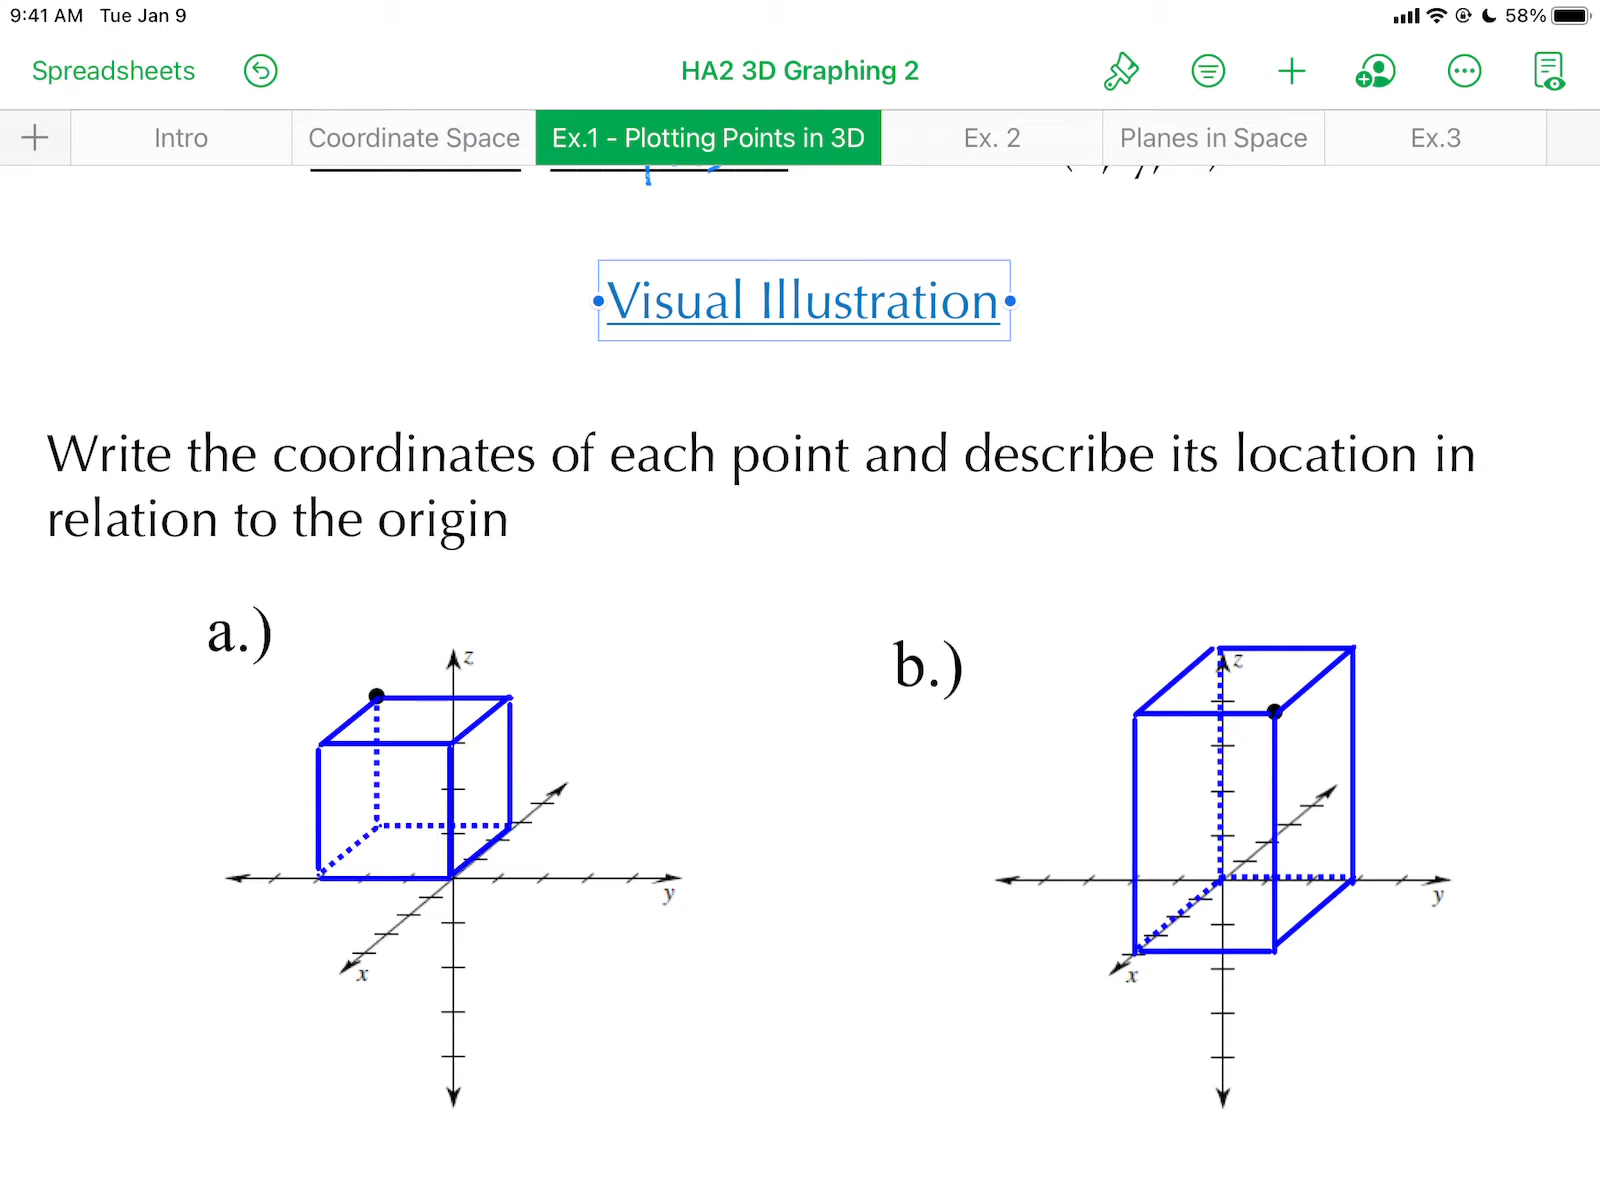 9:41 AM Tue Jan 9 58%
Spreadsheets HA2 3D Graphing 2
Intro Coordinate Space Ex.1 - Plotting Points in 3D Ex. 2 Planes in Space Ex.3
Visual Illustration
Write the coordinates of each point and describe its location in
relation to the origin
a.)
z
y
x
b.)
z
y
x